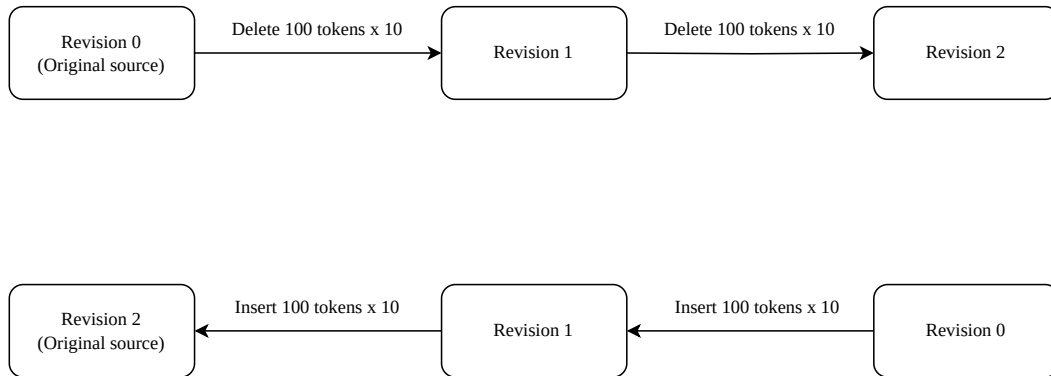 Delete 100 tokens x 10
Delete 100 tokens x 10
Revision 0
(Original source)
Revision 1
Revision 2
Insert 100 tokens x 10
Insert 100 tokens x 10
Revision 2
(Original source)
Revision 1
Revision 0